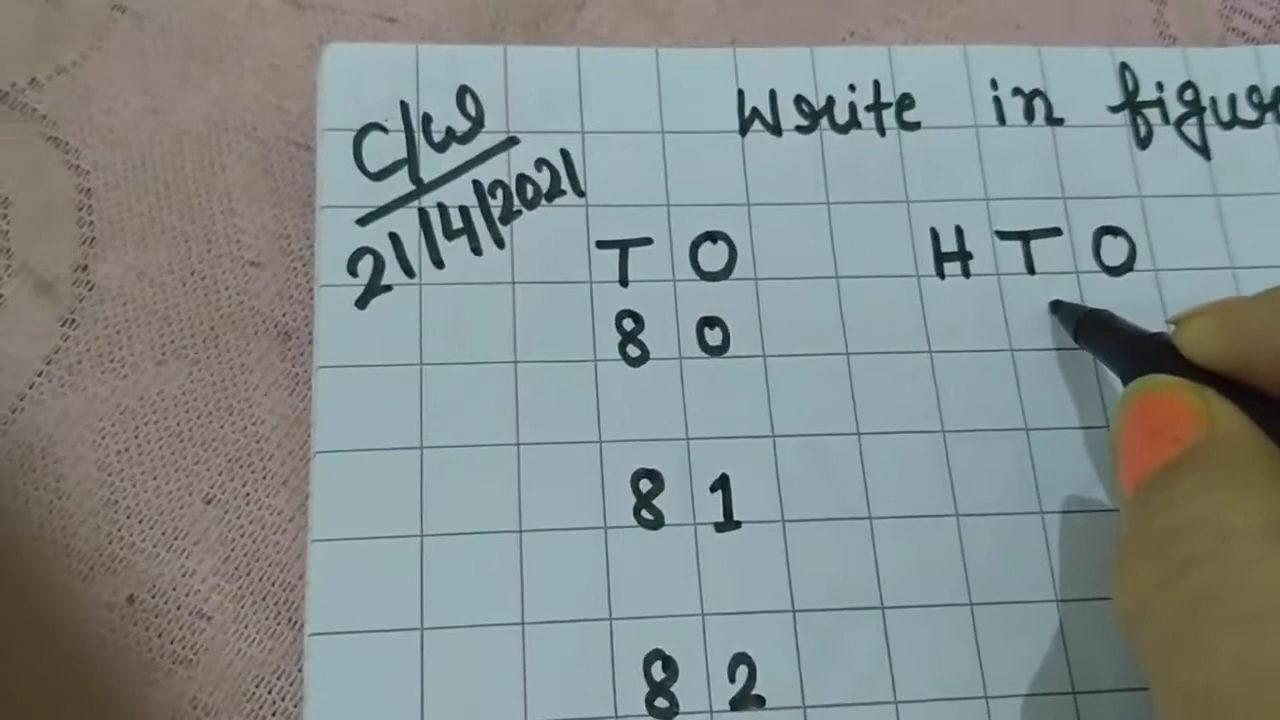 C/W
Write in figur
21/4/2021
T O
H T O
8 0
8 1
8 2